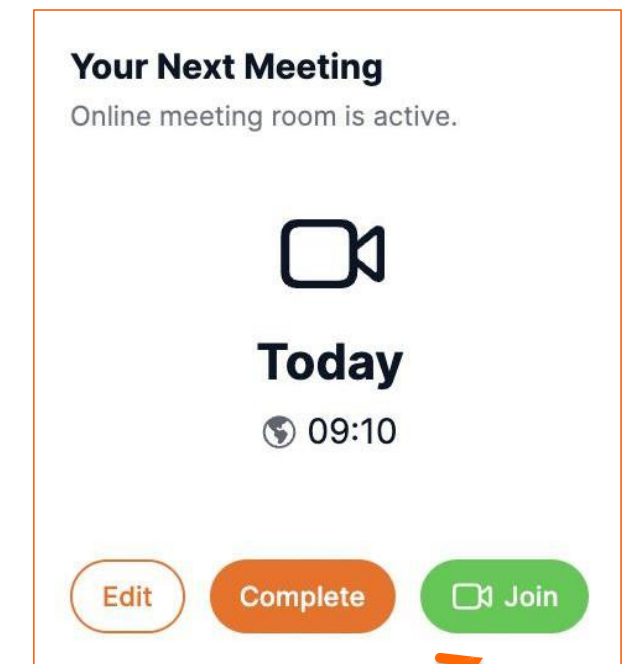 Your Next Meeting
Online meeting room is active.
Today
09:10
Edit Complete Join